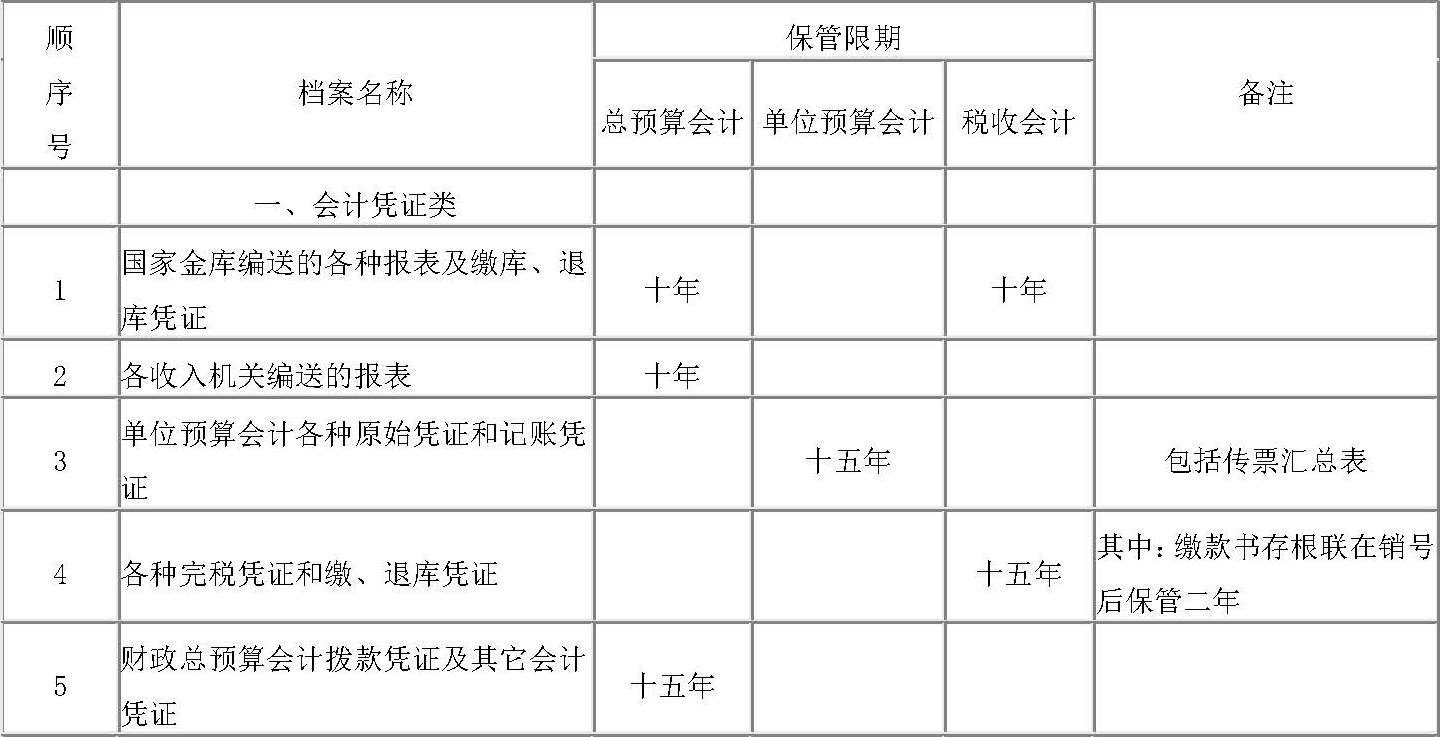 顺
序
号
档案名称
保管限期
备注
总预算会计
单位预算会计
税收会计
一、会计凭证类
1
国家金库编送的各种报表及缴库、退
库凭证
十年
十年
2
各收入机关编送的报表
十年
3
单位预算会计各种原始凭证和记账凭
证
十五年
包括传票汇总表
4
各种完税凭证和缴、退库凭证
十五年
其中：缴款书存根联在销号
后保管二年
5
财政总预算会计拨款凭证及其它会计
凭证
十五年